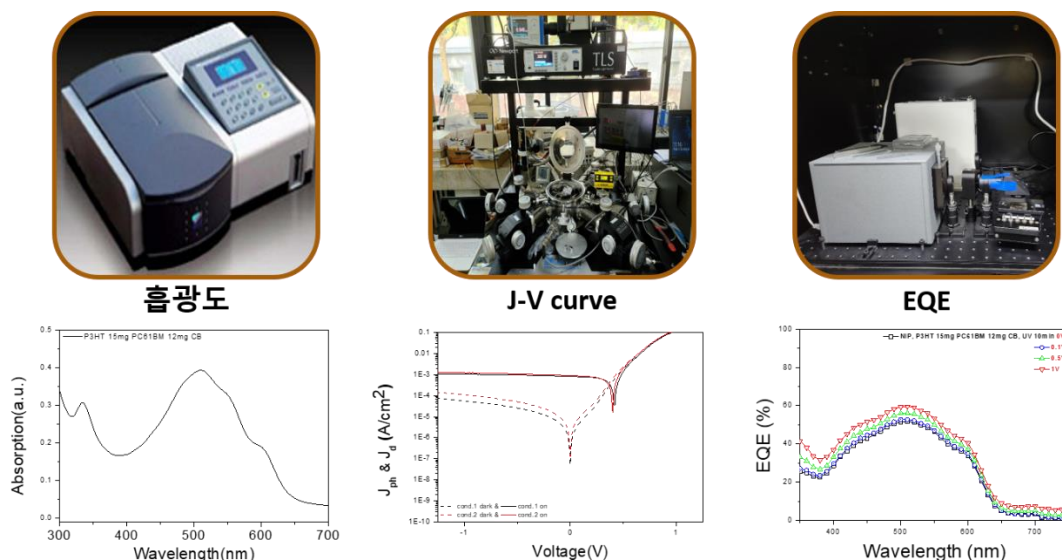 TLS
흡광도
J-V curve
EQE
P3HT 15mg PC61BM 12mg CB
0.5
0.4
0.3
0.2
0.1
0.0
Absorption(a.u.)
300
400
500
600
700
Wavelength(nm)
0.1
0.01
1E-3
1E-4
1E-5
1E-6
1E-7
1E-8
1E-9
1E-10
Jph & Jd (A/cm2)
cond.1 dark & cond.1 on
cond.2 dark & cond.2 on
-1
0
1
Voltage(V)
NIP, P3HT 15mg PC61BM 12mg CB, UV 10min
0.5V
1V
100
80
60
40
20
0
EQE (%)
400
500
600
700
Wavelength (nm)